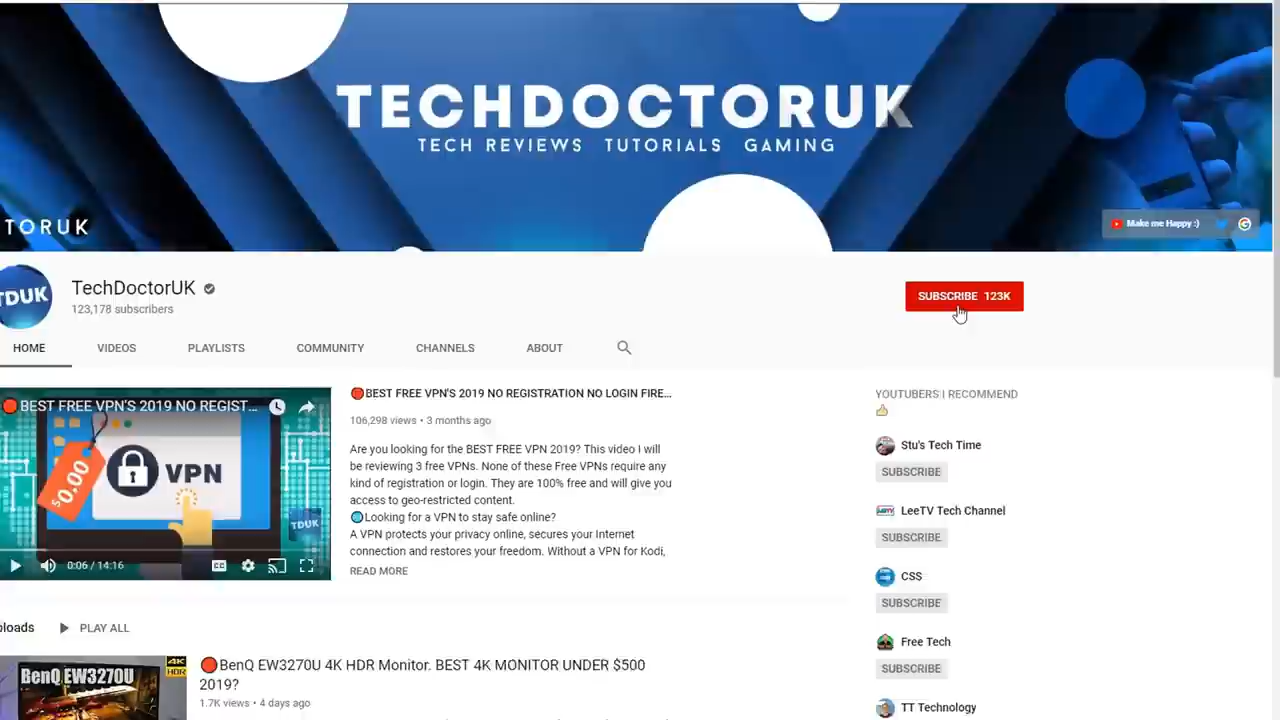 TECHDOCTORUK
TECH REVIEWS TUTORIALS GAMING
TORUK
Make me Happy :)
TDUK
TechDoctorUK
123,178 subscribers
SUBSCRIBE 123K
HOME VIDEOS PLAYLISTS COMMUNITY CHANNELS ABOUT
BEST FREE VPN'S 2019 NO REGIST...
VPN
$0.00
TDUK
0:06 / 14:16
CC
BEST FREE VPN'S 2019 NO REGISTRATION NO LOGIN FIRE...
106,298 views • 3 months ago
Are you looking for the BEST FREE VPN 2019? This video I will
be reviewing 3 free VPNs. None of these Free VPNs require any
kind of registration or login. They are 100% free and will give you
access to geo-restricted content.
Looking for a VPN to stay safe online?
A VPN protects your privacy online, secures your Internet
connection and restores your freedom. Without a VPN for Kodi,
READ MORE
YOUTUBERS I RECOMMEND
Stu's Tech Time
SUBSCRIBE
LeeTV Tech Channel
SUBSCRIBE
CSS
SUBSCRIBE
Free Tech
SUBSCRIBE
TT Technology
ploads PLAY ALL
BenQ EW3270U
4K
HDR
BenQ EW3270U 4K HDR Monitor. BEST 4K MONITOR UNDER $500
2019?
1.7K views • 4 days ago